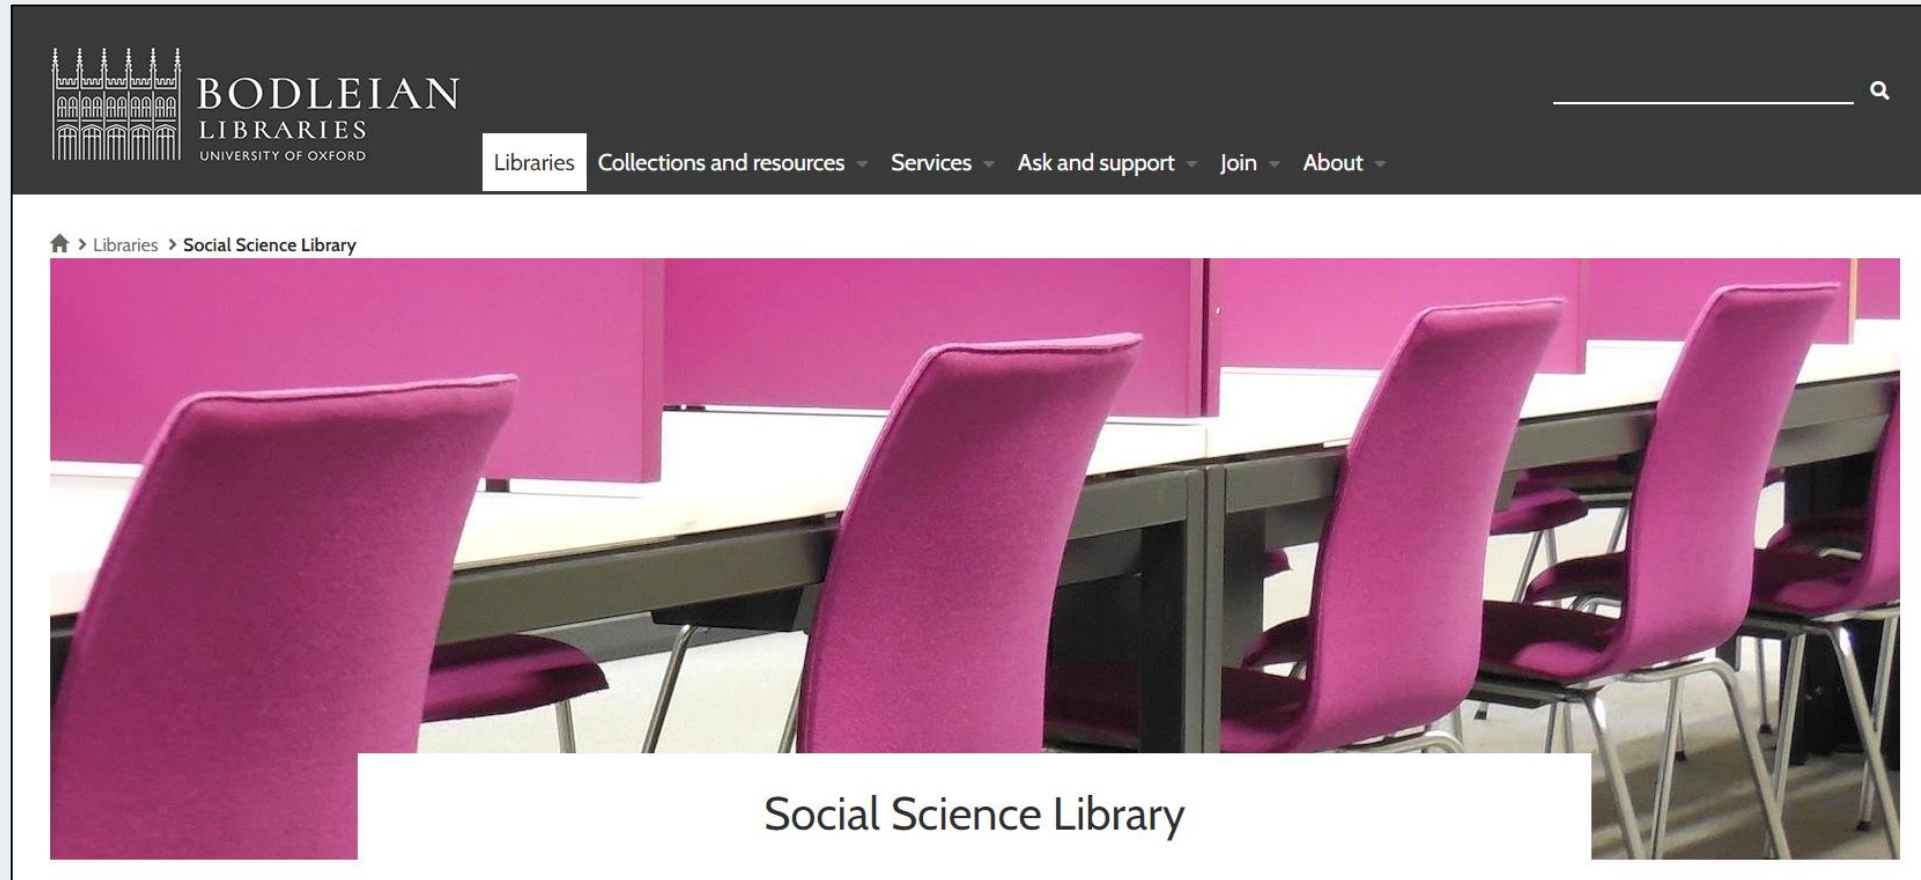 BODLEIAN
LIBRARIES
UNIVERSITY OF OXFORD
Libraries Collections and resources Services Ask and support Join About
Libraries > Social Science Library
Social Science Library